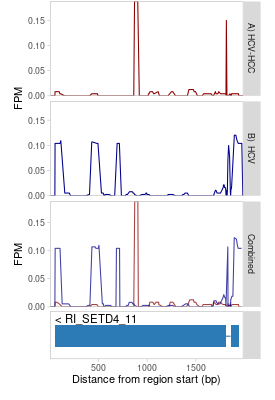 0.15
0.10
0.05
0.00
FPM
A) HCV-HCC
0.15
0.10
0.05
0.00
B) HCV
0.15
0.10
0.05
0.00
FPM
Combined
< RI_SETD4_11
500 1000 1500
Distance from region start (bp)